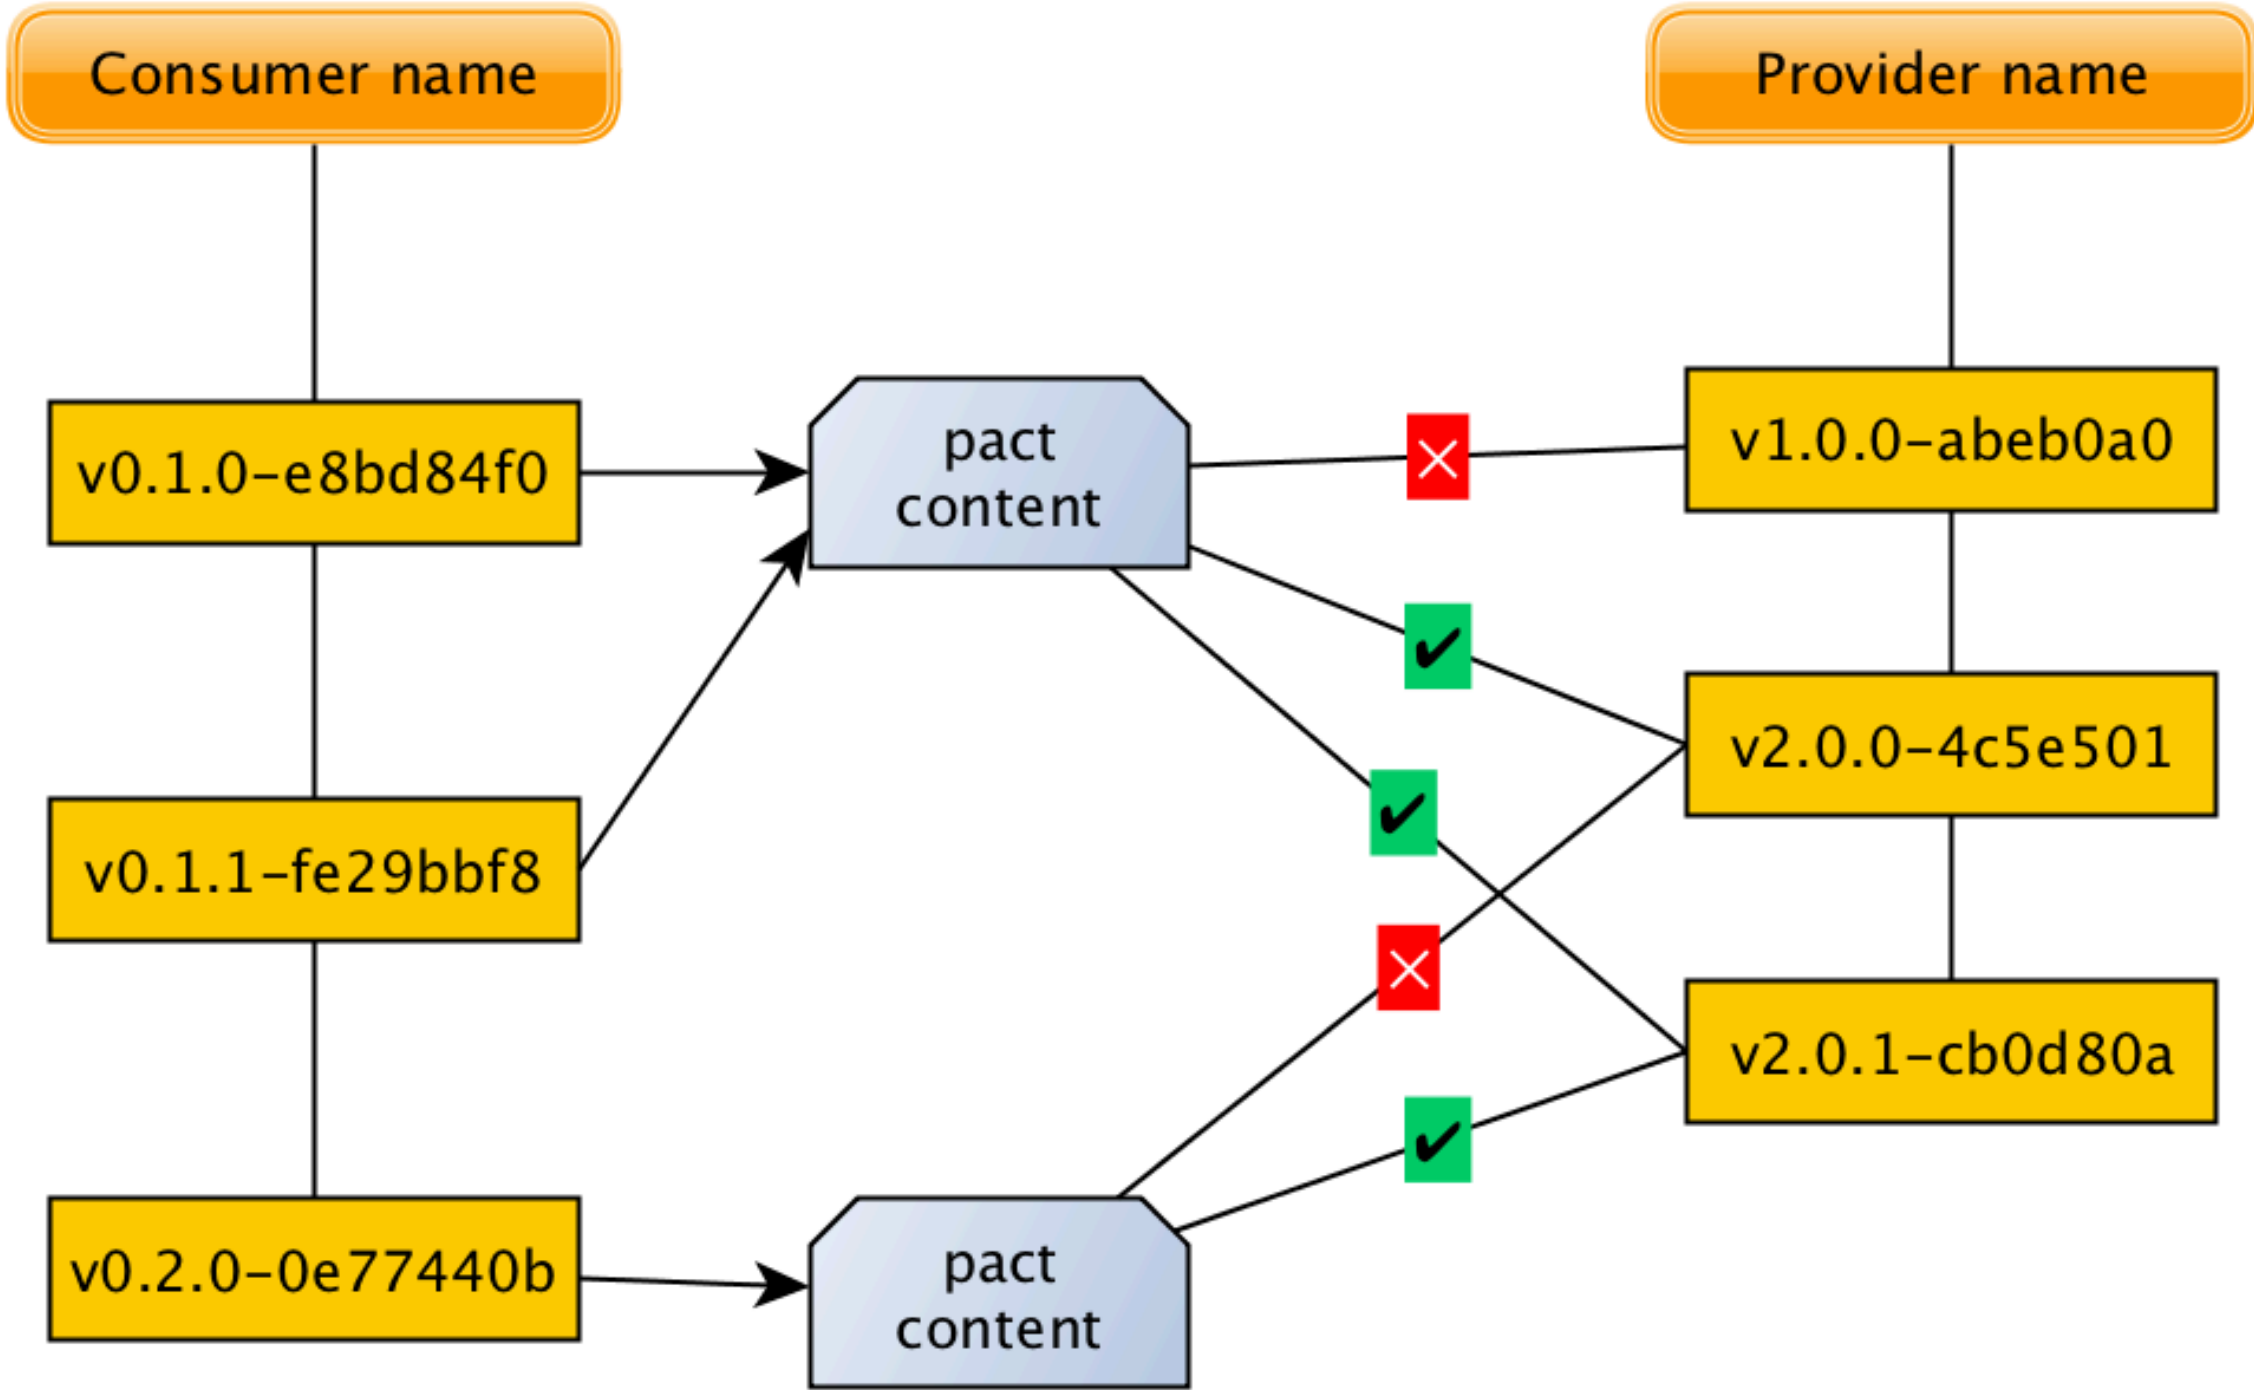 Consumer name
Provider name
v0.1.0-e8bd84f0
pact
content
v1.0.0-abeb0a0
v0.1.1-fe29bbf8
v2.0.0-4c5e501
v2.0.1-cb0d80a
v0.2.0-0e77440b
pact
content